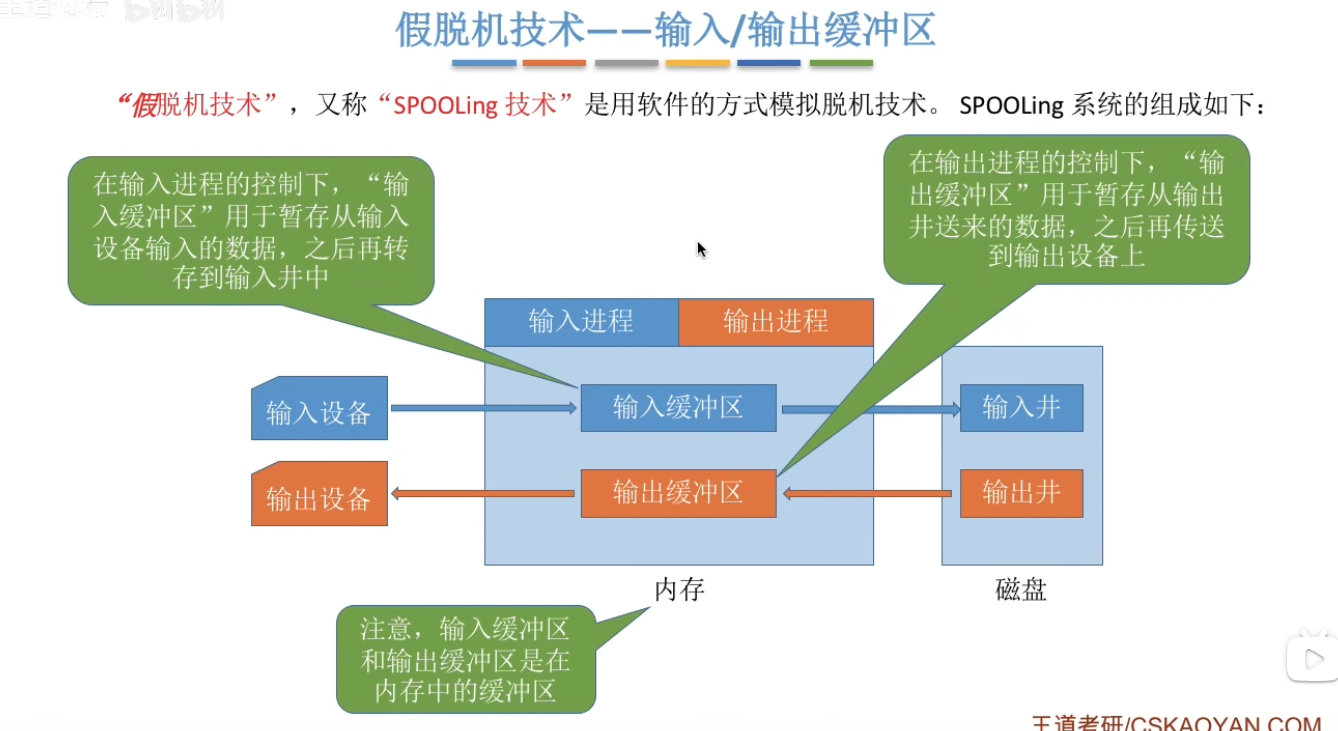 假脱机技术——输入/输出缓冲区
“假脱机技术”，又称“SPOOLing 技术”是用软件的方式模拟脱机技术。 SPOOLing 系统的组成如下：
在输入进程的控制下，“输
入缓冲区”用于暂存从输入
设备输入的数据，之后再转
存到输入井中
在输出进程的控制下，“输
出缓冲区”用于暂存从输出
井送来的数据，之后再传送
到输出设备上
输入进程
输出进程
输入设备
输入缓冲区
输入井
输出设备
输出缓冲区
输出井
内存
磁盘
注意，输入缓冲区
和输出缓冲区是在
内存中的缓冲区
王道考研/CSKAOYAN.COM